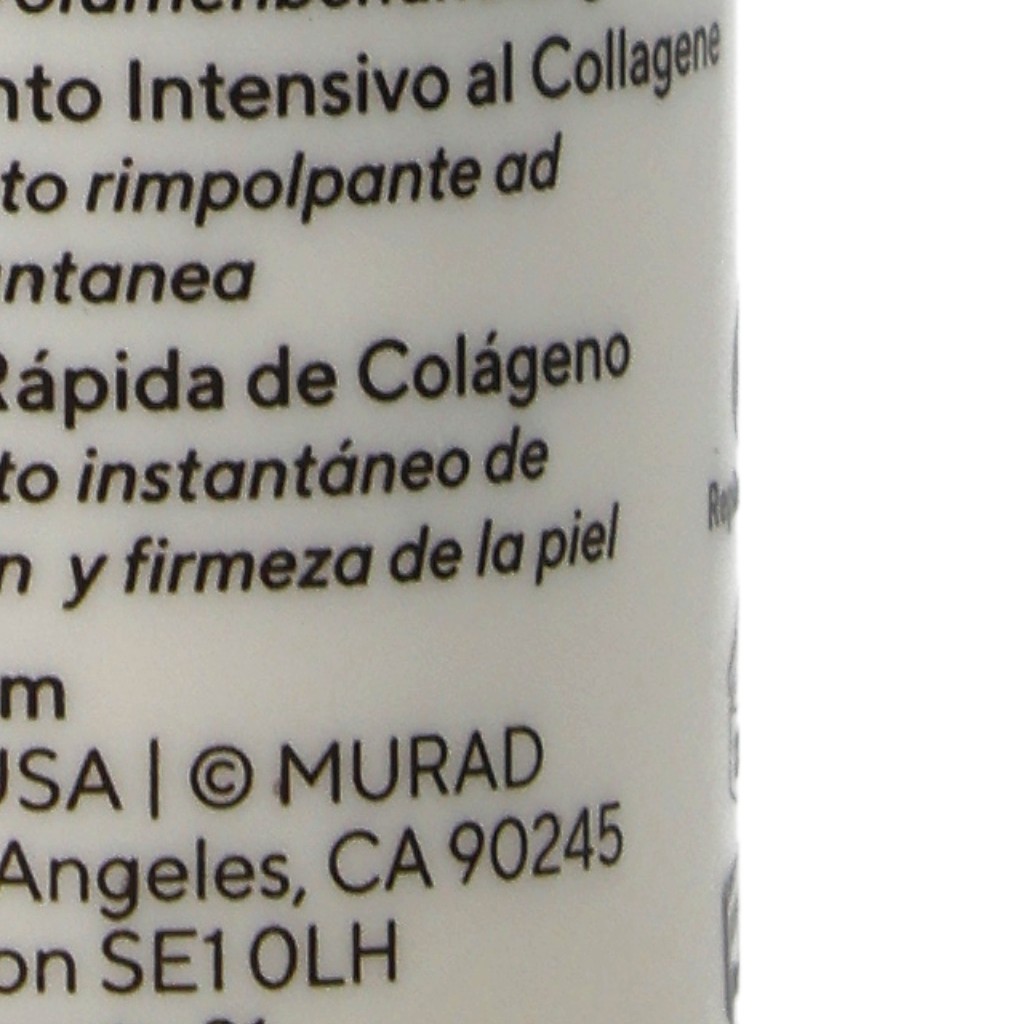 nto Intensivo al Collagene
to rimpolpante ad
ntanea
Rápida de Colágeno
to instantáneo de
n y firmeza de la piel
m
USA | © MURAD
Angeles, CA 90245
on SE1 0LH